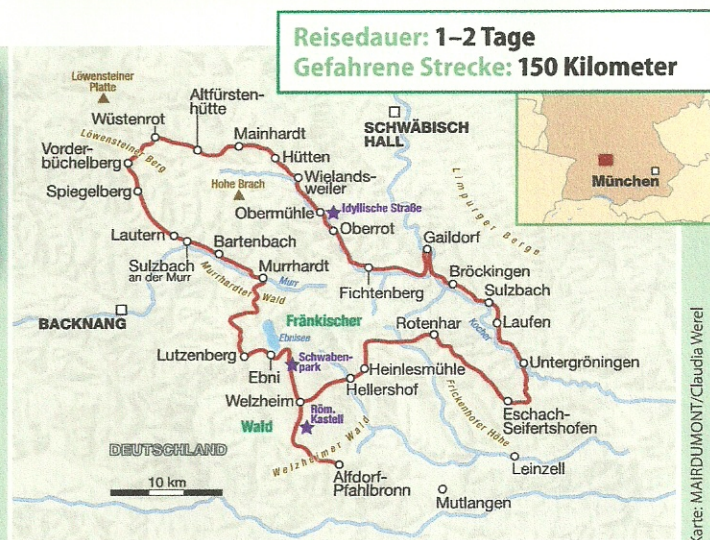 Reisedauer: 1–2 Tage
Gefahrene Strecke: 150 Kilometer
München
Löwensteiner
Platte
Altfürsten-
hütte
Wüstenrot
Mainhardt
SCHWÄBISCH
HALL
Löwensteiner Berg
Vorder-
büchelberg
Hütten
Wielands-
weiler
Spiegelberg
Hohe Brach
Obermühle
Idyllische Straße
Limpurger Berge
Oberrot
Gaildorf
Lautern
Bartenbach
Sulzbach
an der Murr
Murrhardt
Murr
Murrhardter Wald
Fichtenberg
Bröckingen
Sulzbach
BACKNANG
Fränkischer
Rotenhar
Kocher
Laufen
Ebnisen
Lutzenberg
Ebni
Schwaben-
park
Heinlesmühle
Untergröningen
Hellershof
Welzheim
Frickenhofer Höhe
Eschach-
Seifertshofen
Röm.
Kastell
Wald
Welzheimer Wald
DEUTSCHLAND
10 km
Alfdorf-
Pfahlbronn
Leinzell
Mutlangen
Karte: MAIRDUMONT/Claudia Werel